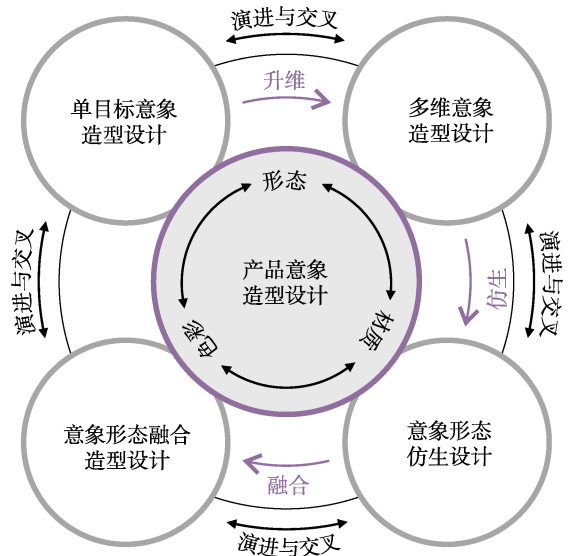 演进与交叉
升维
单目标意象
造型设计
多维意象
造型设计
形态
演进与交叉
产品意象
造型设计
仿生
演进与交叉
色彩
材质
意象形态融合
造型设计
意象形态
仿生设计
融合
演进与交叉